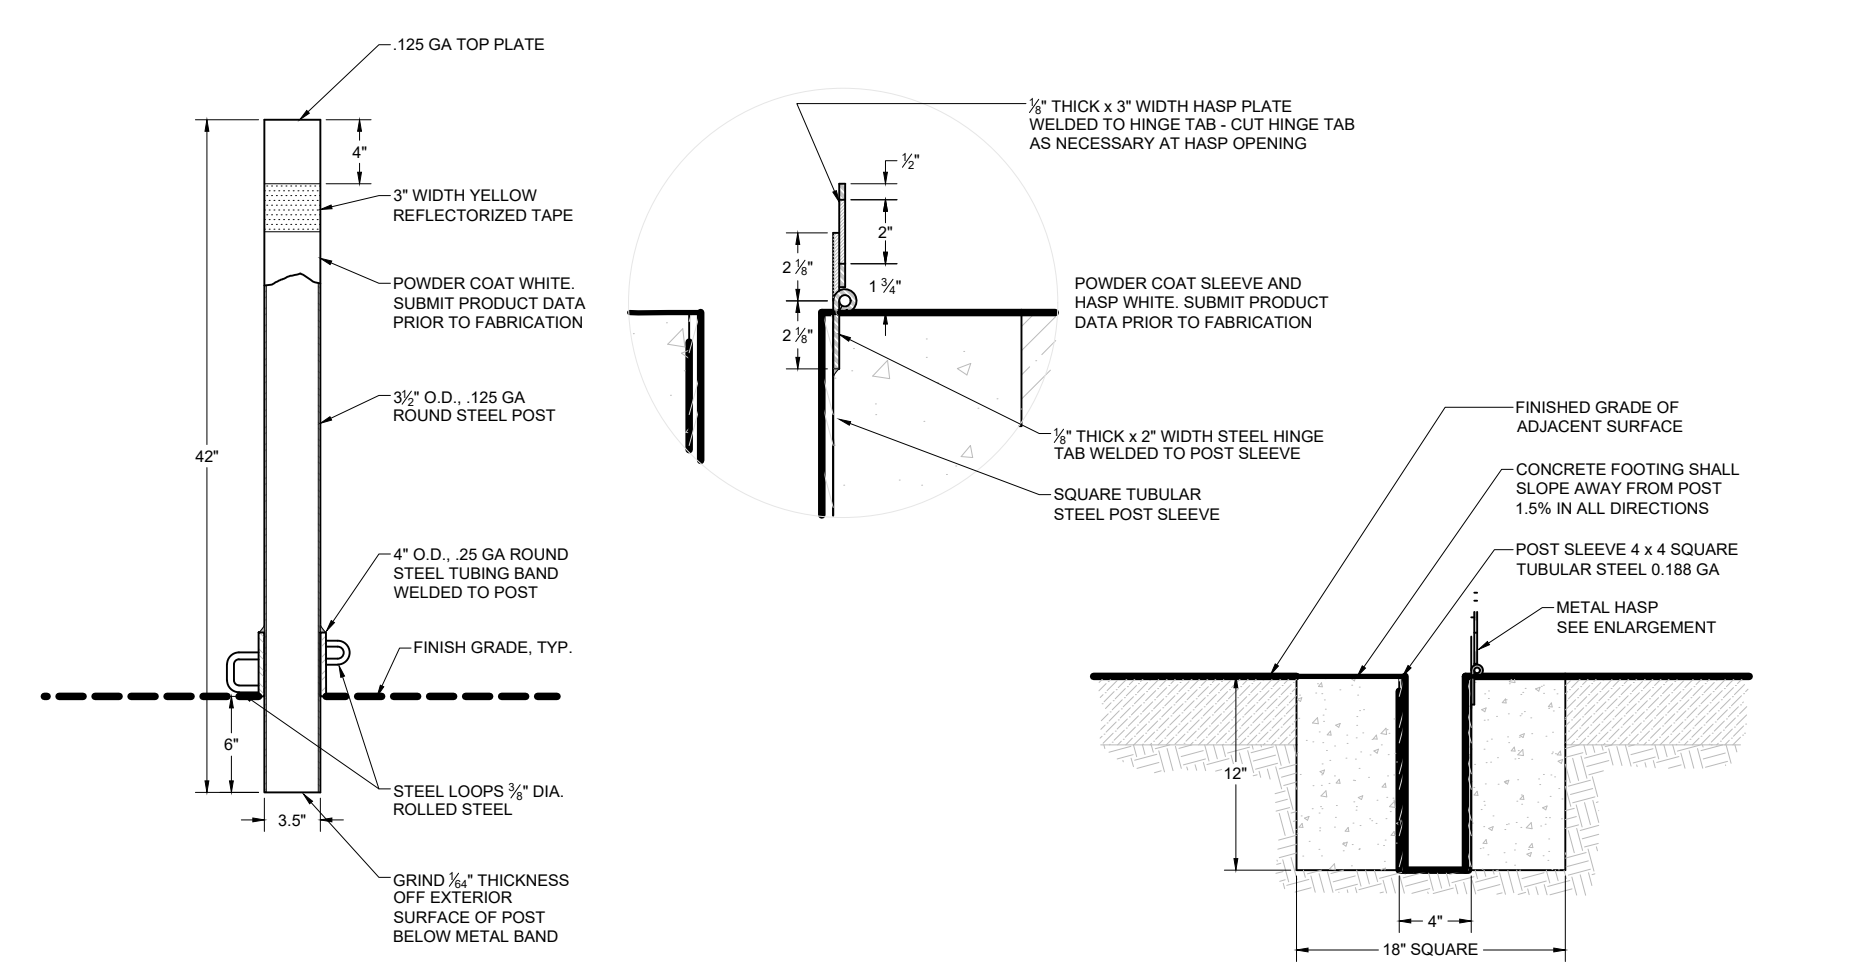 .125 GA TOP PLATE
4"
3" WIDTH YELLOW
REFLECTORIZED TAPE
POWDER COAT WHITE.
SUBMIT PRODUCT DATA
PRIOR TO FABRICATION
3½" O.D., .125 GA
ROUND STEEL POST
42"
4" O.D., .25 GA ROUND
STEEL TUBING BAND
WELDED TO POST
FINISH GRADE, TYP.
6"
STEEL LOOPS ⅜" DIA.
ROLLED STEEL
3.5"
GRIND 1⁄64" THICKNESS
OFF EXTERIOR
SURFACE OF POST
BELOW METAL BAND
⅛" THICK x 3" WIDTH HASP PLATE
WELDED TO HINGE TAB - CUT HINGE TAB
AS NECESSARY AT HASP OPENING
½"
2"
2 ⅛"
1 ¾"
2 ⅛"
POWDER COAT SLEEVE AND
HASP WHITE. SUBMIT PRODUCT
DATA PRIOR TO FABRICATION
⅛" THICK x 2" WIDTH STEEL HINGE
TAB WELDED TO POST SLEEVE
SQUARE TUBULAR
STEEL POST SLEEVE
FINISHED GRADE OF
ADJACENT SURFACE
CONCRETE FOOTING SHALL
SLOPE AWAY FROM POST
1.5% IN ALL DIRECTIONS
POST SLEEVE 4 x 4 SQUARE
TUBULAR STEEL 0.188 GA
METAL HASP
SEE ENLARGEMENT
12"
4"
18" SQUARE